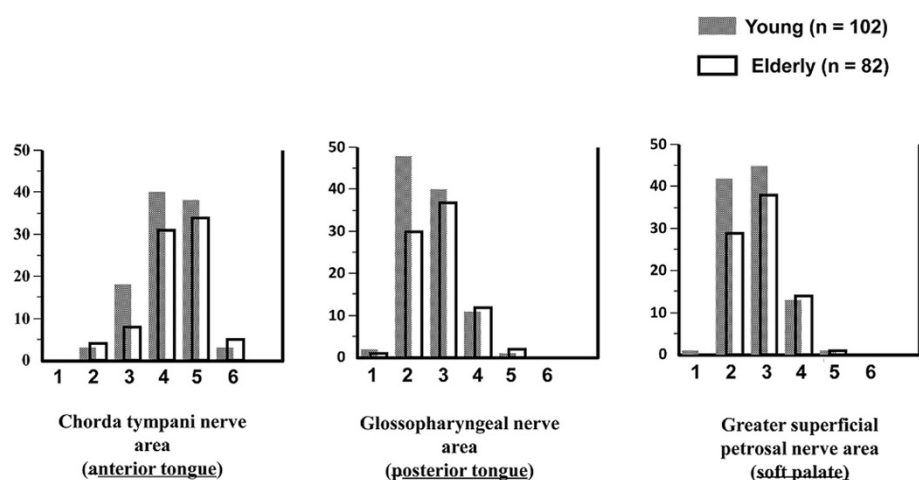 Young (n = 102)
Elderly (n = 82)
50
40
30
20
10
0
1 2 3 4 5 6
Chorda tympani nerve
area
(anterior tongue)
50
40
30
20
10
0
1 2 3 4 5 6
Glossopharyngeal nerve
area
(posterior tongue)
50
40
30
20
10
0
1 2 3 4 5 6
Greater superficial
petrosal nerve area
(soft palate)